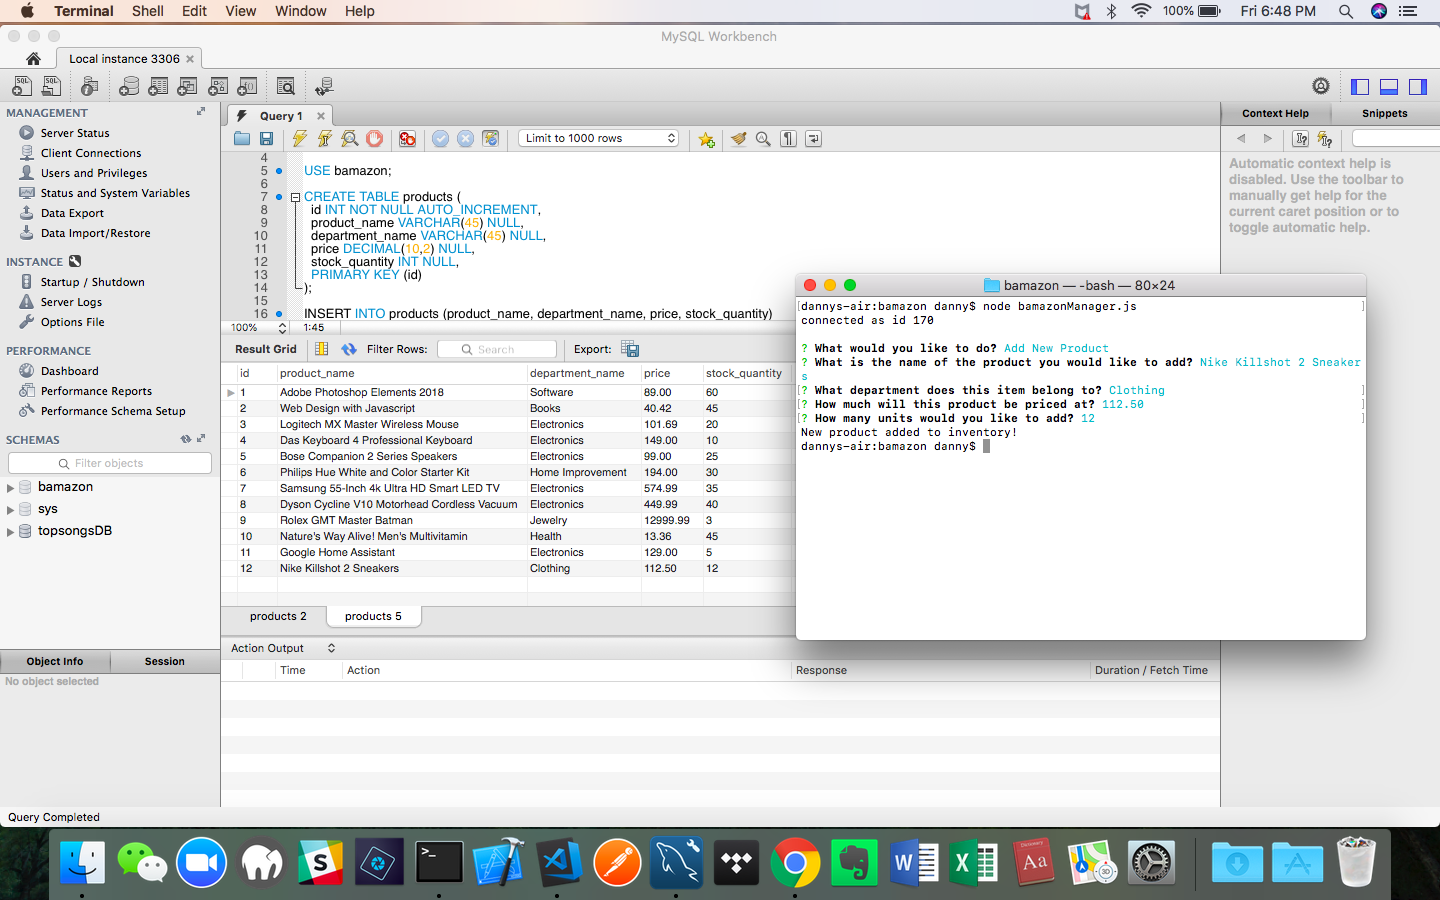 Terminal Shell Edit View Window Help 100% Fri 6:48 PM
MySQL Workbench
Local instance 3306
MANAGEMENT
Server Status
Client Connections
Users and Privileges
Status and System Variables
Data Export
Data Import/Restore
INSTANCE
Startup / Shutdown
Server Logs
Options File
PERFORMANCE
Dashboard
Performance Reports
Performance Schema Setup
SCHEMAS
Filter objects
bamazon
sys
topsongsDB
Object Info Session
No object selected
Query 1
Limit to 1000 rows
4
5 USE bamazon;
6
7 CREATE TABLE products (
8 id INT NOT NULL AUTO_INCREMENT,
9 product_name VARCHAR(45) NULL,
10 department_name VARCHAR(45) NULL,
11 price DECIMAL(10,2) NULL,
12 stock_quantity INT NULL,
13 PRIMARY KEY (id)
14 );
15
16 INSERT INTO products (product_name, department_name, price, stock_quantity)
100% 1:45
Result Grid Filter Rows: Search Export:
id product_name department_name price stock_quantity
1 Adobe Photoshop Elements 2018 Software 89.00 60
2 Web Design with Javascript Books 40.42 45
3 Logitech MX Master Wireless Mouse Electronics 101.69 20
4 Das Keyboard 4 Professional Keyboard Electronics 149.00 10
5 Bose Companion 2 Series Speakers Electronics 99.00 25
6 Philips Hue White and Color Starter Kit Home Improvement 194.00 30
7 Samsung 55-Inch 4k Ultra HD Smart LED TV Electronics 574.99 35
8 Dyson Cycline V10 Motorhead Cordless Vacuum Electronics 449.99 40
9 Rolex GMT Master Batman Jewelry 12999.99 3
10 Nature's Way Alive! Men's Multivitamin Health 13.36 45
11 Google Home Assistant Electronics 129.00 5
12 Nike Killshot 2 Sneakers Clothing 112.50 12
products 2 products 5
Action Output
Time Action Response Duration / Fetch Time
Context Help Snippets
Automatic context help is
disabled. Use the toolbar to
manually get help for the
current caret position or to
toggle automatic help.
bamazon — -bash — 80×24
[dannys-air:bamazon danny$ node bamazonManager.js ]
connected as id 170
? What would you like to do? Add New Product
? What is the name of the product you would like to add? Nike Killshot 2 Sneaker
s
[? What department does this item belong to? Clothing ]
[? How much will this product be priced at? 112.50 ]
[? How many units would you like to add? 12 ]
New product added to inventory!
dannys-air:bamazon danny$
Query Completed